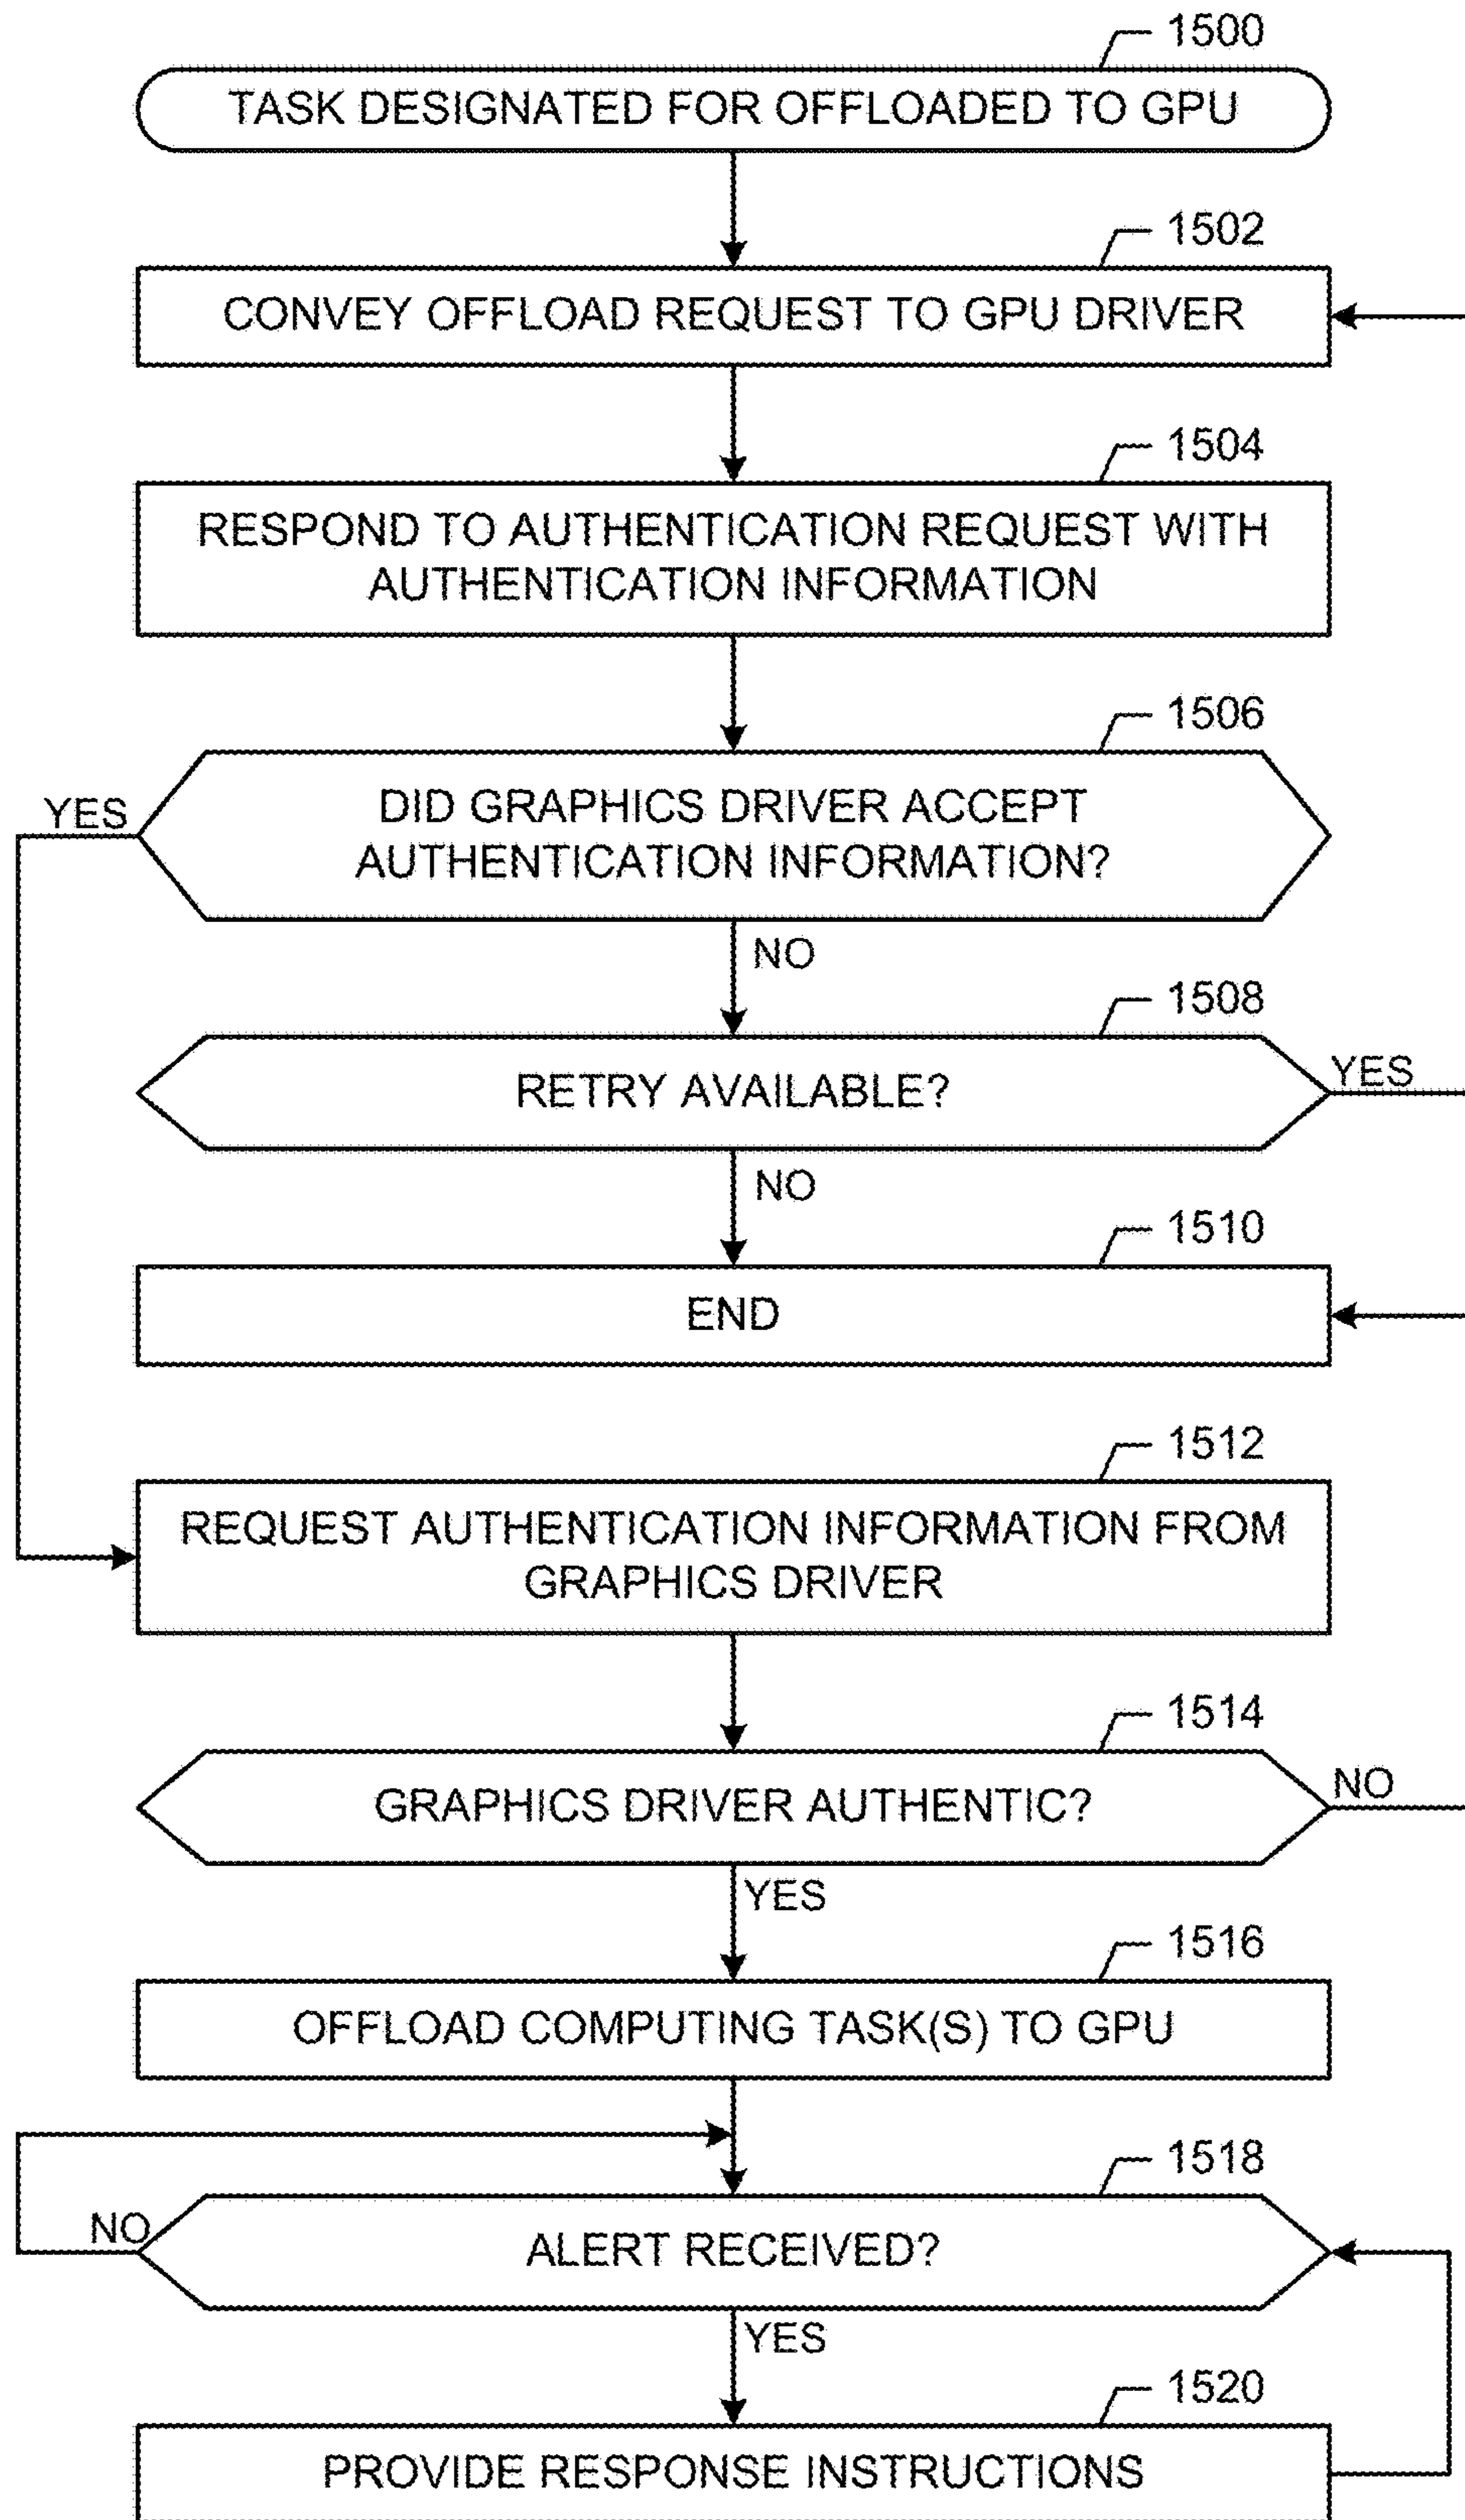 1500
TASK DESIGNATED FOR OFFLOADED TO GPU
1502
CONVEY OFFLOAD REQUEST TO GPU DRIVER
1504
RESPOND TO AUTHENTICATION REQUEST WITH
AUTHENTICATION INFORMATION
1506
YES
DID GRAPHICS DRIVER ACCEPT
AUTHENTICATION INFORMATION?
NO
1508
RETRY AVAILABLE?
YES
NO
1510
END
1512
REQUEST AUTHENTICATION INFORMATION FROM
GRAPHICS DRIVER
1514
GRAPHICS DRIVER AUTHENTIC?
NO
YES
1516
OFFLOAD COMPUTING TASK(S) TO GPU
1518
NO
ALERT RECEIVED?
YES
1520
PROVIDE RESPONSE INSTRUCTIONS